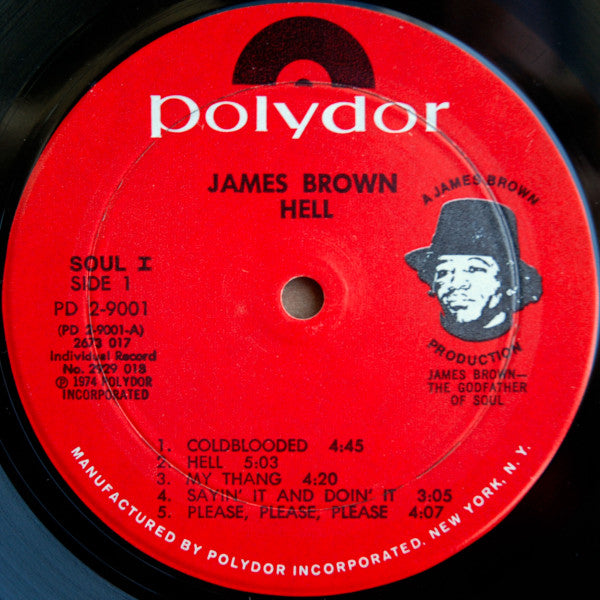 polydor
JAMES BROWN
HELL
A JAMES BROWN
PRODUCTION
JAMES BROWN—
THE GODFATHER
OF SOUL
SOUL I
SIDE 1
PD 2-9001
(PD 2-9001-A)
2673 017
Individual Record
No. 2929 018
℗ 1974 POLYDOR
INCORPORATED
1. COLDBLOODED 4:45
2. HELL 5:03
3. MY THANG 4:20
4. SAYIN' IT AND DOIN' IT 3:05
5. PLEASE, PLEASE, PLEASE 4:07
MANUFACTURED BY POLYDOR INCORPORATED, NEW YORK, N.Y.